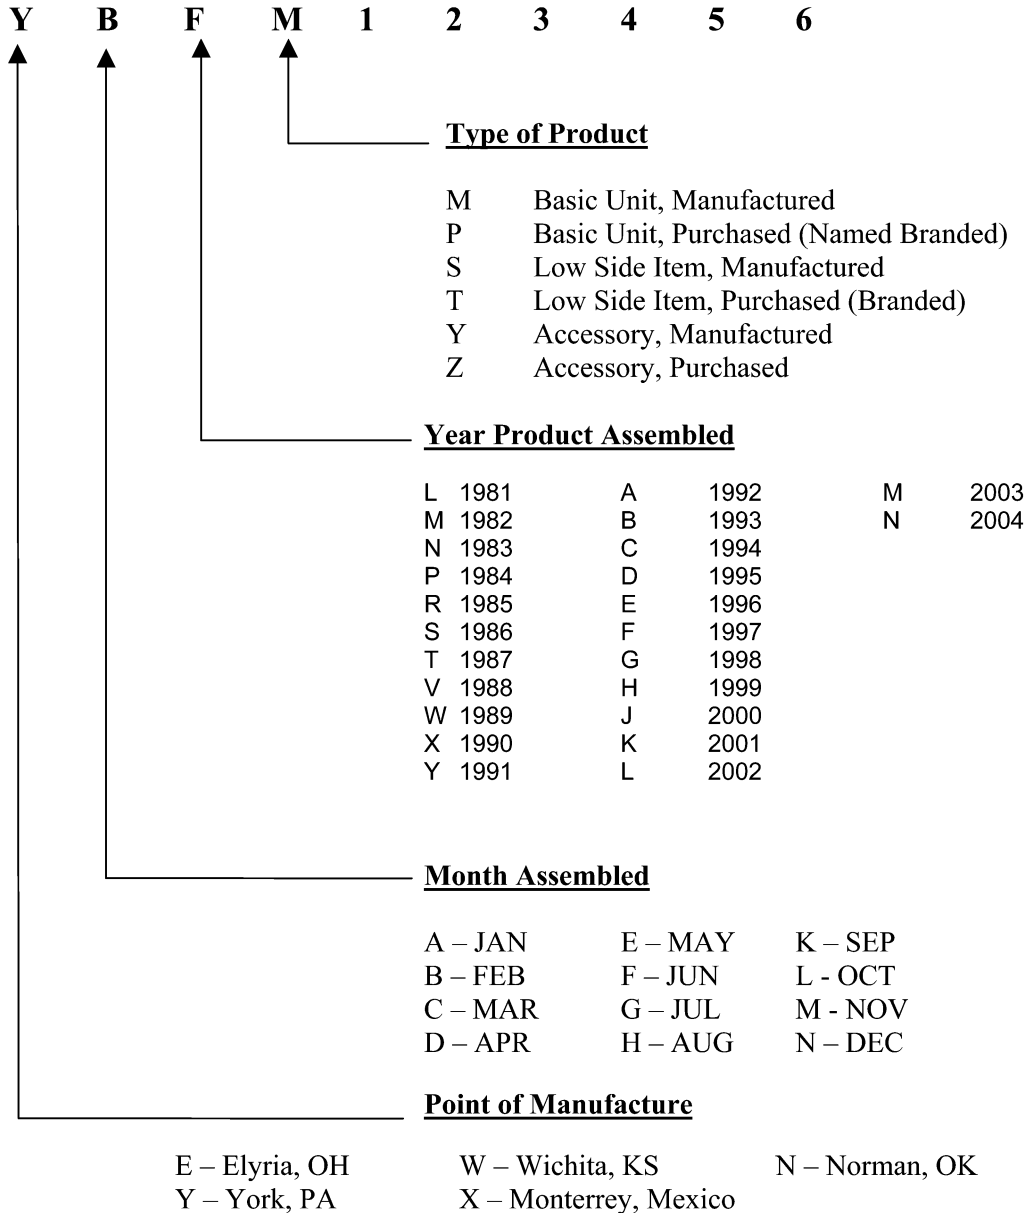 Y B F M 1 2 3 4 5 6
Type of Product
M Basic Unit, Manufactured
P Basic Unit, Purchased (Named Branded)
S Low Side Item, Manufactured
T Low Side Item, Purchased (Branded)
Y Accessory, Manufactured
Z Accessory, Purchased
Year Product Assembled
L 1981 A 1992 M 2003
M 1982 B 1993 N 2004
N 1983 C 1994
P 1984 D 1995
R 1985 E 1996
S 1986 F 1997
T 1987 G 1998
V 1988 H 1999
W 1989 J 2000
X 1990 K 2001
Y 1991 L 2002
Month Assembled
A – JAN E – MAY K – SEP
B – FEB F – JUN L - OCT
C – MAR G – JUL M - NOV
D – APR H – AUG N – DEC
Point of Manufacture
E – Elyria, OH W – Wichita, KS N – Norman, OK
Y – York, PA X – Monterrey, Mexico